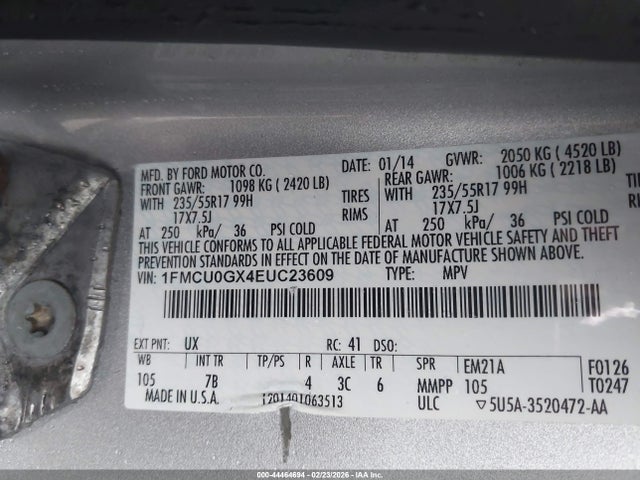 MFD. BY FORD MOTOR CO. DATE: 01/14 GVWR: 2050 KG ( 4520 LB)
FRONT GAWR: 1098 KG ( 2420 LB) REAR GAWR: 1006 KG ( 2218 LB)
WITH 235/55R17 99H TIRES WITH 235/55R17 99H
17X7.5J RIMS 17X7.5J
AT 250 kPa/ 36 PSI COLD AT 250 kPa/ 36 PSI COLD
THIS VEHICLE CONFORMS TO ALL APPLICABLE FEDERAL MOTOR VEHICLE SAFETY AND THEFT
PREVENTION STANDARDS IN EFFECT ON THE DATE OF MANUFACTURE SHOWN ABOVE.
VIN: 1FMCU0GX4EUC23609 TYPE: MPV
EXT PNT: UX RC: 41 DSO:
WB INT TR TP/PS R AXLE TR SPR EM21A F0126
105 7B 4 3C 6 MMPP 105 T0247
MADE IN U.S.A. 1201401063513 ULC ▽5U5A-3520472-AA
000-44464694 - 02/23/2026 - IAA Inc.